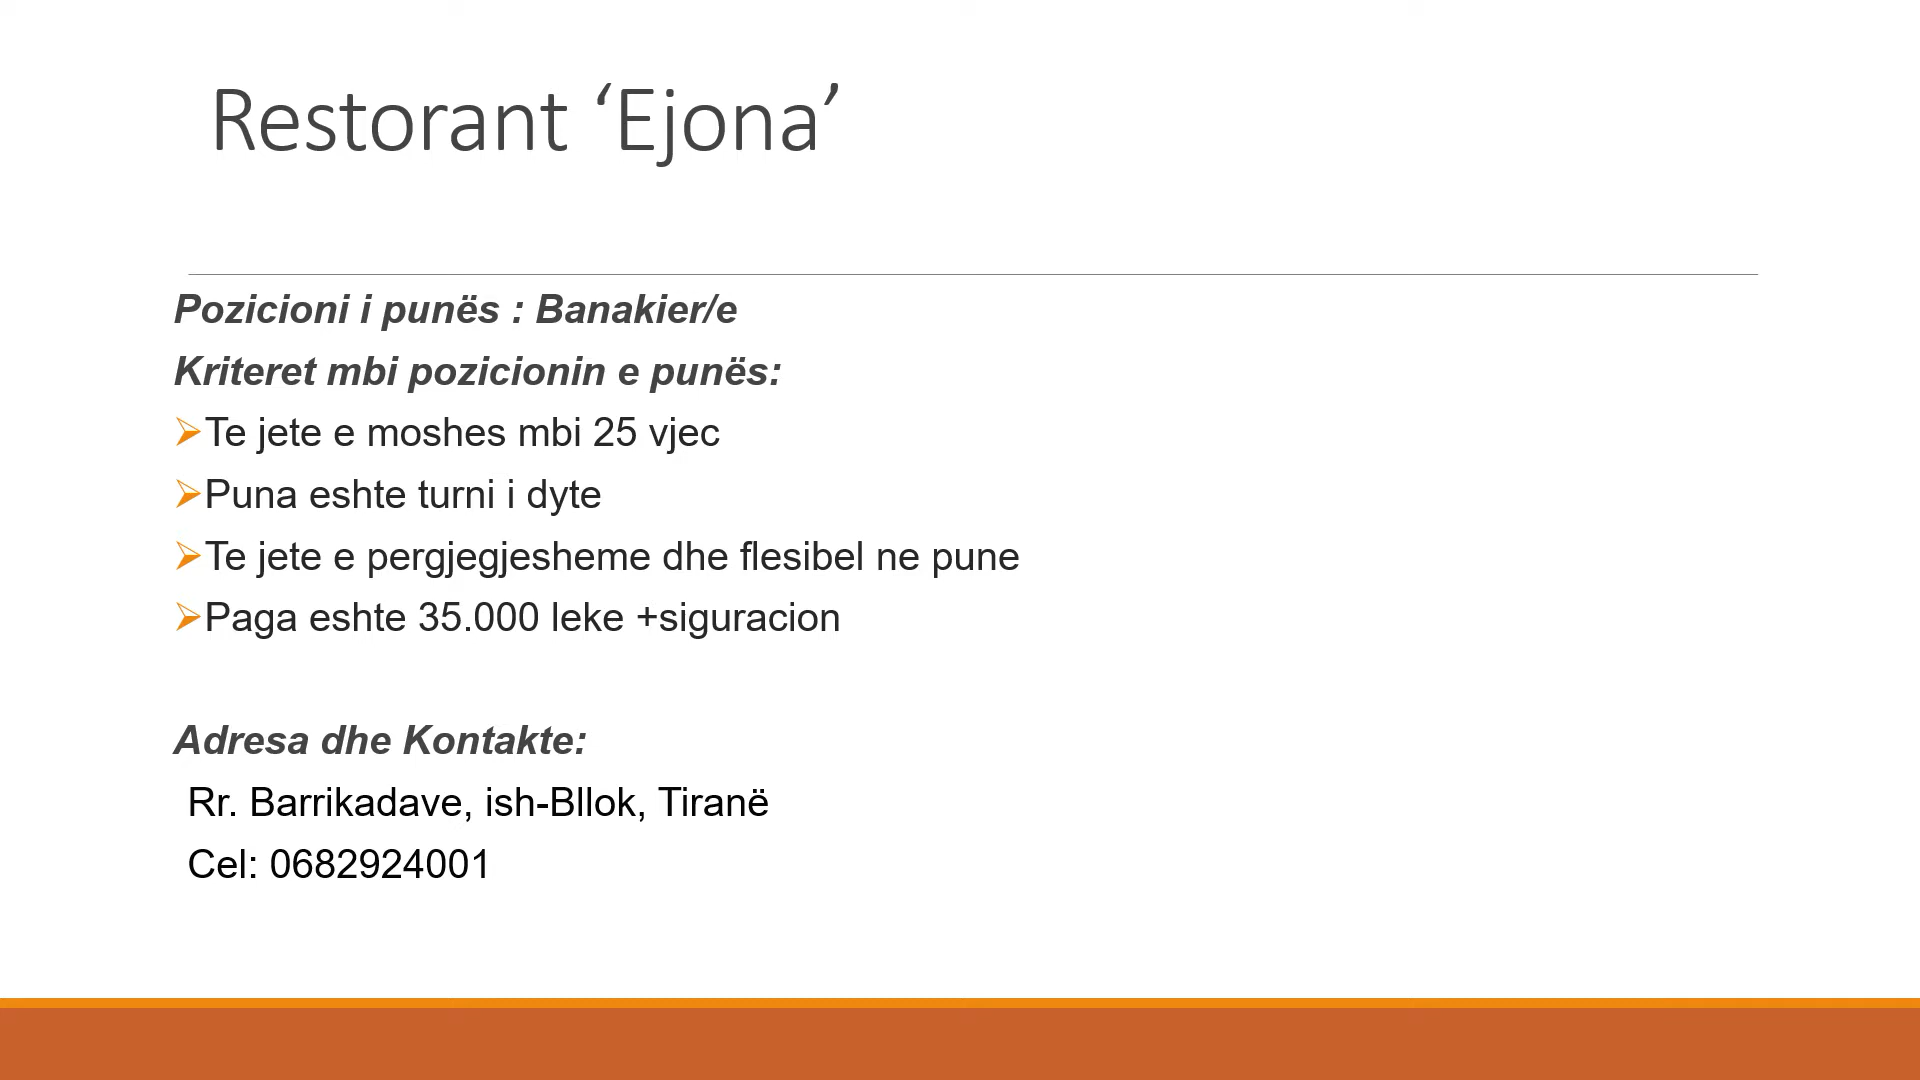 Restorant ‘Ejona’
Pozicioni i punës : Banakier/e
Kriteret mbi pozicionin e punës:
➢Te jete e moshes mbi 25 vjec
➢Puna eshte turni i dyte
➢Te jete e pergjegjesheme dhe flesibel ne pune
➢Paga eshte 35.000 leke +siguracion
Adresa dhe Kontakte:
Rr. Barrikadave, ish-Bllok, Tiranë
Cel: 0682924001